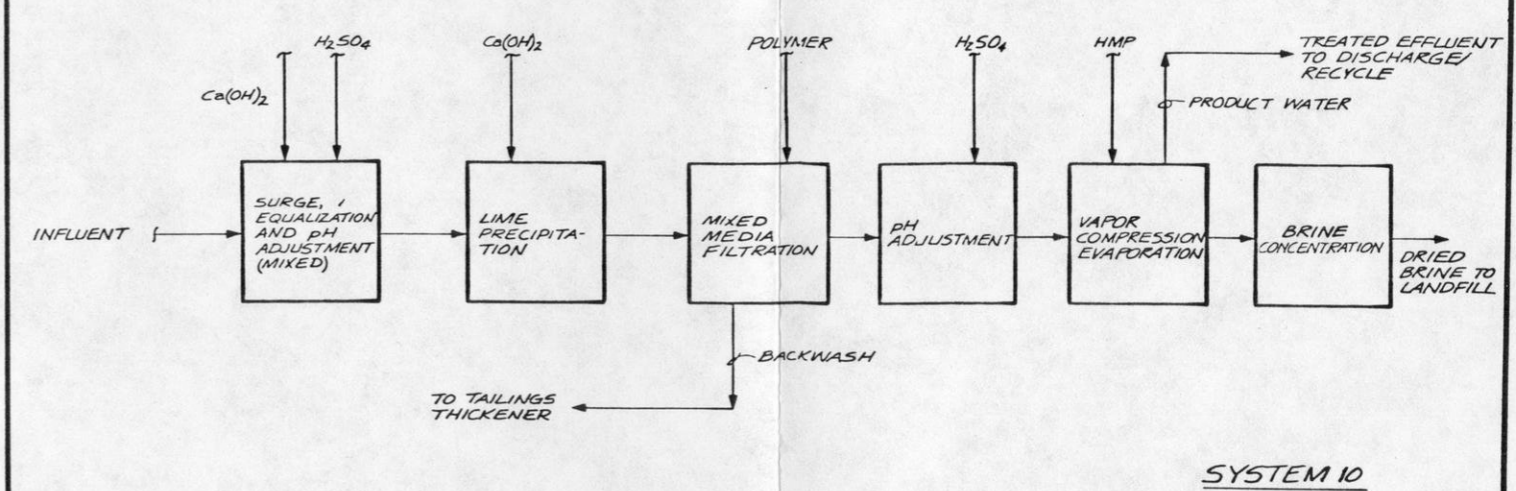 H2SO4
Ca(OH)2
POLYMER
H2SO4
HMP
TREATED EFFLUENT
TO DISCHARGE/
RECYCLE
Ca(OH)2
PRODUCT WATER
INFLUENT
SURGE,
EQUALIZATION
AND pH
ADJUSTMENT
(MIXED)
LIME
PRECIPITA-
TION
MIXED
MEDIA
FILTRATION
pH
ADJUSTMENT
VAPOR
COMPRESSION
EVAPORATION
BRINE
CONCENTRATION
DRIED
BRINE TO
LANDFILL
BACKWASH
TO TAILINGS
THICKENER
SYSTEM 10